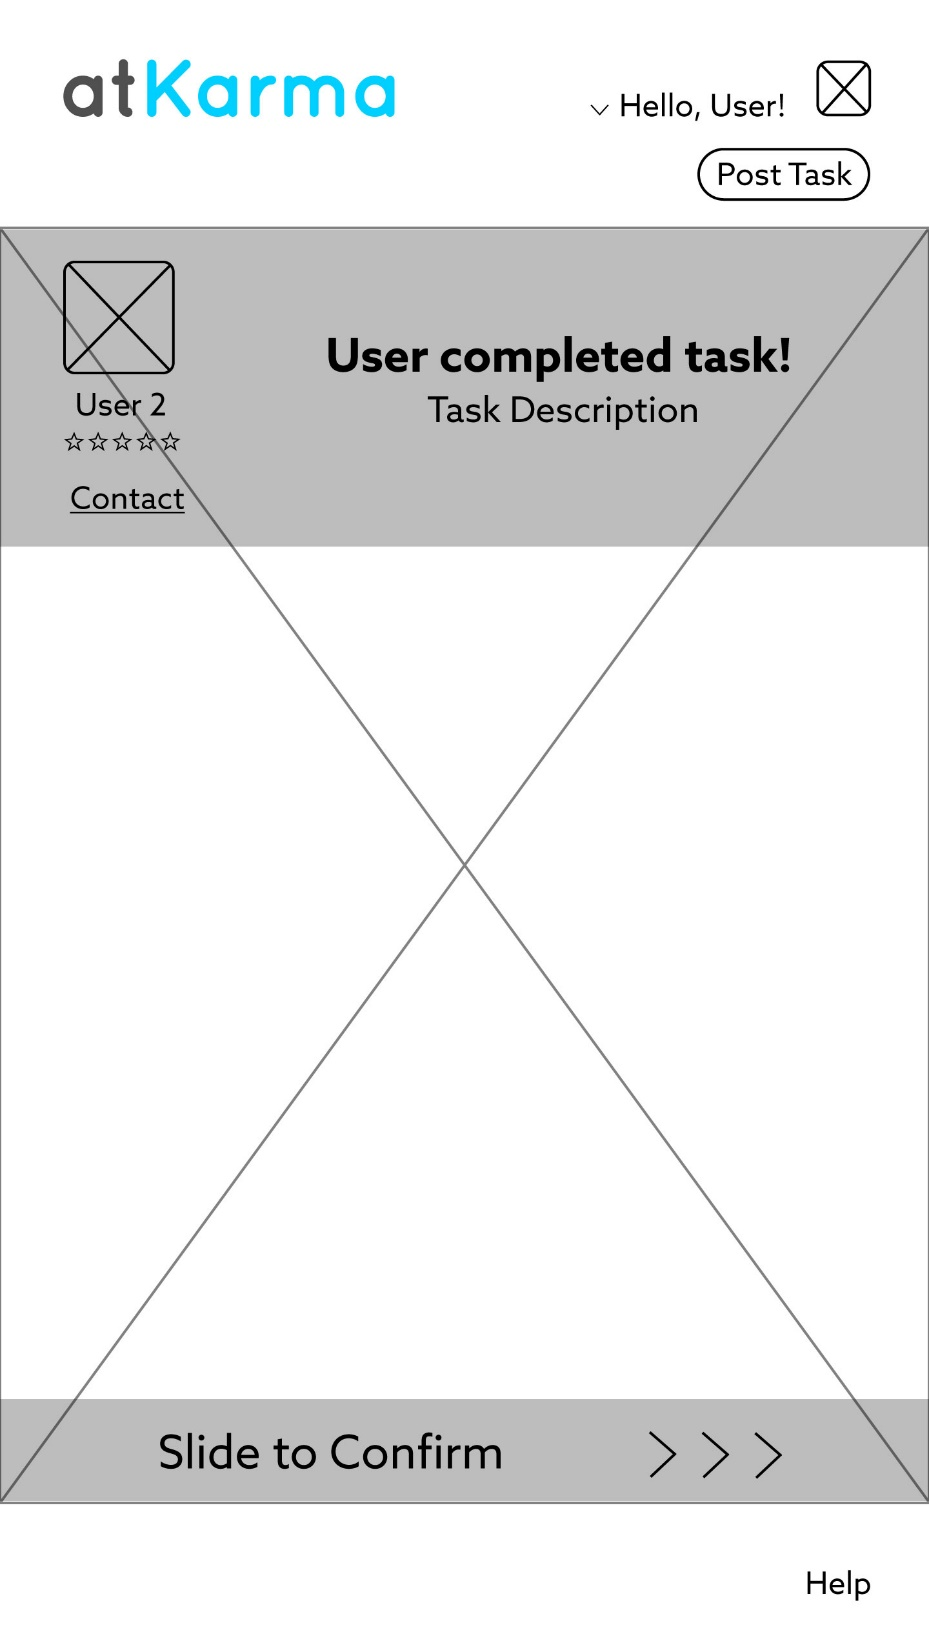 atKarma
Hello, User!
Post Task
User completed task!
Task Description
User 2
Contact
Slide to Confirm
Help